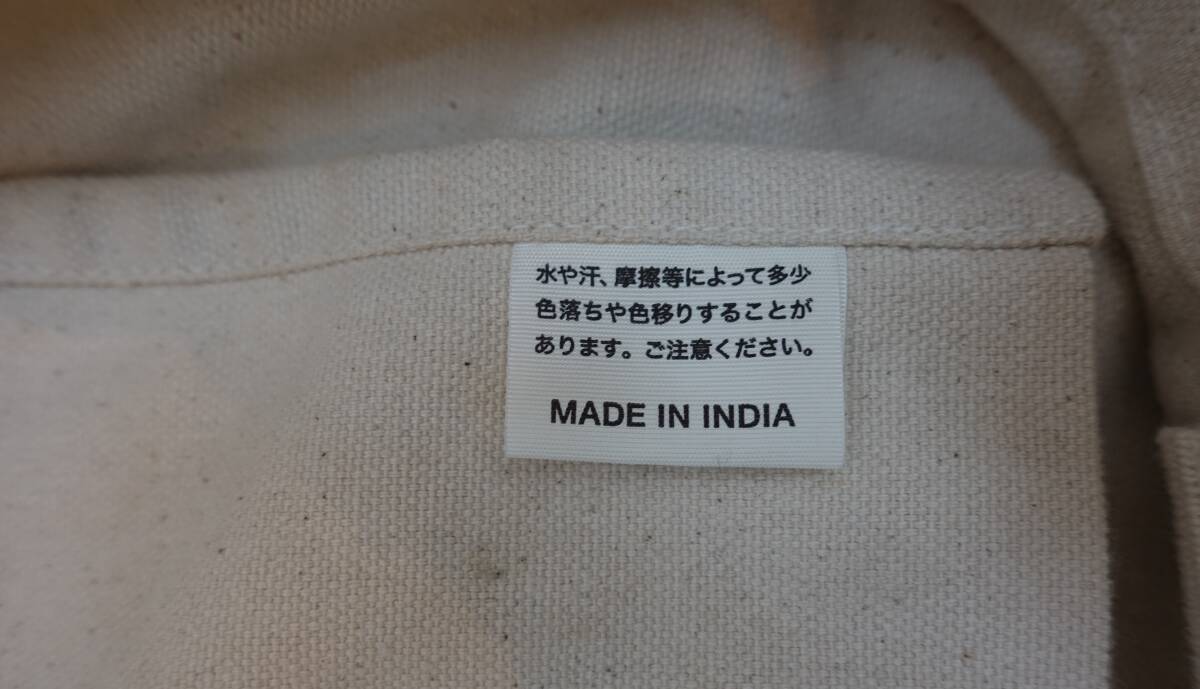 水や汗、摩擦等によって多少
色落ちや色移りすることが
あります。ご注意ください。
MADE IN INDIA